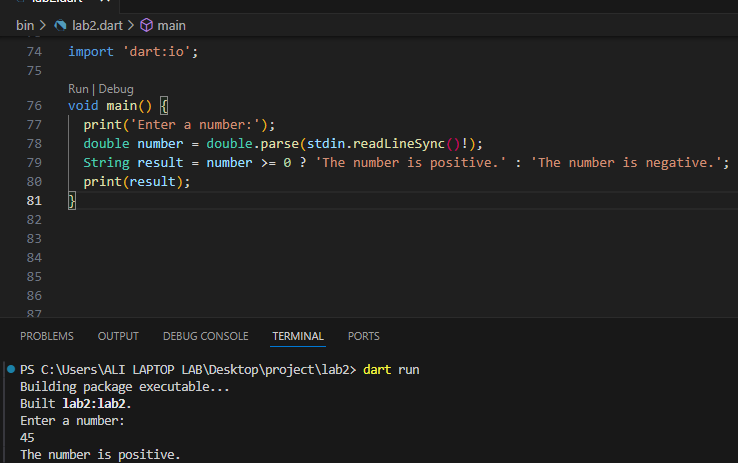 bin > lab2.dart > main
74 import 'dart:io';
75
Run | Debug
76 void main() {
77 print('Enter a number:');
78 double number = double.parse(stdin.readLineSync()!);
79 String result = number >= 0 ? 'The number is positive.' : 'The number is negative.';
80 print(result);
81 }
82
83
84
85
86
87
PROBLEMS OUTPUT DEBUG CONSOLE TERMINAL PORTS
PS C:\Users\ALI LAPTOP LAB\Desktop\project\lab2> dart run
Building package executable...
Built lab2:lab2.
Enter a number:
45
The number is positive.